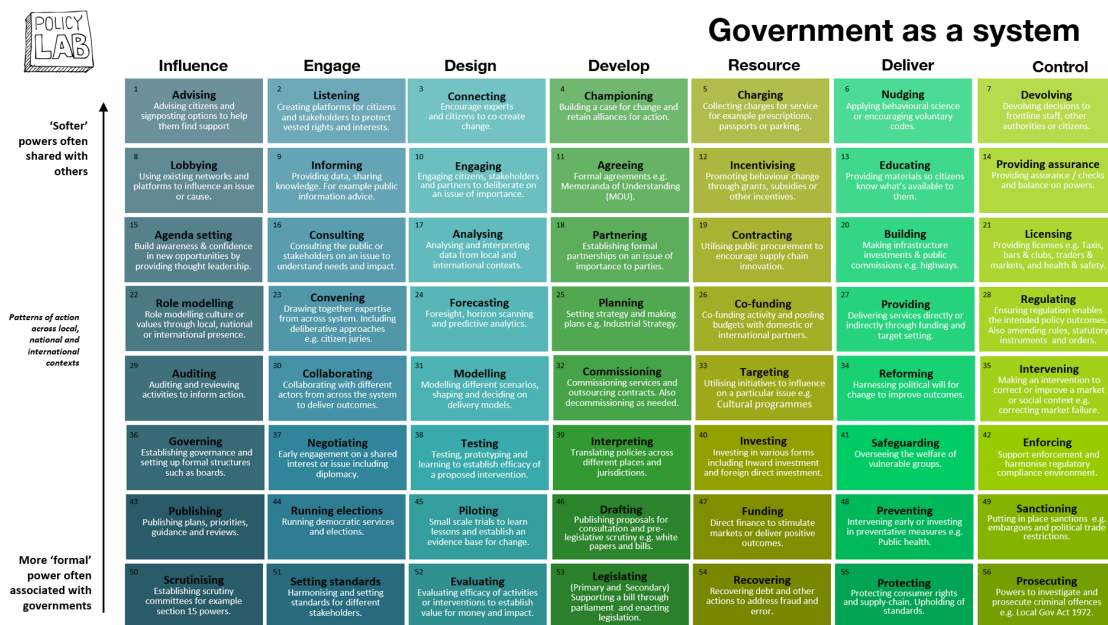 POLICY
LAB
Government as a system
Influence
Engage
Design
Develop
Resource
Deliver
Control
‘Softer’
powers often
shared with
others
Patterns of action
across local,
national and
international
contexts
More ‘formal’
power often
associated with
governments
1
Advising
Advising citizens and
signposting options to help
them find support
2
Listening
Creating platforms for citizens
and stakeholders to protect
vested rights and interests.
3
Connecting
Encourage experts
and citizens to co-create
change.
4
Championing
Building a case for change and
retain alliances for action.
5
Charging
Collecting charges for service
for example prescriptions,
passports or parking.
6
Nudging
Applying behavioural science
or encouraging voluntary
codes.
7
Devolving
Devolving decisions to
frontline staff, other
authorities or citizens.
8
Lobbying
Using existing networks and
platforms to influence an issue
or cause.
9
Informing
Providing data, sharing
knowledge. For example public
information advice.
10
Engaging
Engaging citizens, stakeholders
and partners to deliberate on
an issue of importance.
11
Agreeing
Formal agreements e.g.
Memoranda of Understanding
(MOU).
12
Incentivising
Promoting behaviour change
through grants, subsidies or
other incentives.
13
Educating
Providing materials so citizens
know what’s available to
them.
14
Providing assurance
Providing assurance / checks
and balance on powers.
15
Agenda setting
Build awareness & confidence
in new opportunities by
providing thought leadership.
16
Consulting
Consulting the public or
stakeholders on an issue to
understand needs and impact.
17
Analysing
Analysing and interpreting
data from local and
international contexts.
18
Partnering
Establishing formal
partnerships on an issue of
importance to parties.
19
Contracting
Utilising public procurement to
encourage supply chain
innovation.
20
Building
Making infrastructure
investments & public
commissions e.g. highways.
21
Licensing
Providing licenses e.g. Taxis,
bars & clubs, traders &
markets, and health & safety.
22
Role modelling
Role modelling culture or
values through local, national
or international presence.
23
Convening
Drawing together expertise
from across system. Including
deliberative approaches
e.g. citizen juries.
24
Forecasting
Foresight, horizon scanning
and predictive analytics.
25
Planning
Setting strategy and making
plans e.g. Industrial Strategy.
26
Co-funding
Co-funding activity and pooling
budgets with domestic or
international partners.
27
Providing
Delivering services directly or
indirectly through funding and
target setting.
28
Regulating
Ensuring regulation enables
the intended policy outcomes.
Also amending rules, statutory
instruments and orders.
29
Auditing
Auditing and reviewing
activities to inform action.
30
Collaborating
Collaborating with different
actors from across the system
to deliver outcomes.
31
Modelling
Modelling different scenarios,
shaping and deciding on
delivery models.
32
Commissioning
Commissioning services and
outsourcing contracts. Also
decommissioning as needed.
33
Targeting
Utilising initiatives to influence
on a particular issue e.g.
Cultural programmes
34
Reforming
Harnessing political will for
change to improve outcomes.
35
Intervening
Making an intervention to
correct or improve a market
or social context e.g.
correcting market failure.
36
Governing
Establishing governance and
setting up formal structures
such as boards.
37
Negotiating
Early engagement on a shared
interest or issue including
diplomacy.
38
Testing
Testing, prototyping and
learning to establish efficacy of
a proposed intervention.
39
Interpreting
Translating policies across
different places and
jurisdictions.
40
Investing
Investing in various forms
including Inward investment
and foreign direct investment.
41
Safeguarding
Overseeing the welfare of
vulnerable groups.
42
Enforcing
Support enforcement and
harmonise regulatory
compliance environment.
43
Publishing
Publishing plans, priorities,
guidance and reviews.
44
Running elections
Running democratic services
and elections.
45
Piloting
Small scale trials to learn
lessons and establish an
evidence base for change.
46
Drafting
Publishing proposals for
consultation and pre-
legislative scrutiny e.g. white
papers and bills.
47
Funding
Direct finance to stimulate
markets or deliver positive
outcomes.
48
Preventing
Intervening early or investing
in preventative measures e.g.
Public health.
49
Sanctioning
Putting in place sanctions e.g.
embargoes and political trade
restrictions.
50
Scrutinising
Establishing scrutiny
committees for example
section 15 powers.
51
Setting standards
Harmonising and setting
standards for different
stakeholders.
52
Evaluating
Evaluating efficacy of activities
or interventions to establish
value for money and impact.
53
Legislating
(Primary and Secondary)
Supporting a bill through
parliament and enacting
legislation.
54
Recovering
Recovering debt and other
actions to address fraud and
error.
55
Protecting
Protecting consumer rights
and supply-chain. Upholding of
standards.
56
Prosecuting
Powers to investigate and
prosecute criminal offences
e.g. Local Gov Act 1972.